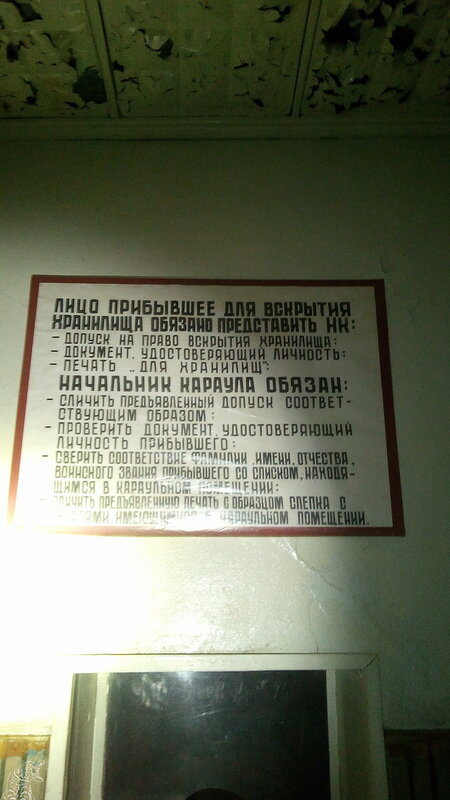 ЛИЦО ПРИБЫВШЕЕ ДЛЯ ВСКРЫТИЯ
ХРАНИЛИЩА ОБЯЗАНО ПРЕДСТАВИТЬ НК:
- ДОПУСК НА ПРАВО ВСКРЫТИЯ ХРАНИЛИЩА;
- ДОКУМЕНТ, УДОСТОВЕРЯЮЩИЙ ЛИЧНОСТЬ;
- ПЕЧАТЬ „ДЛЯ ХРАНИЛИЩ":
НАЧАЛЬНИК КАРАУЛА ОБЯЗАН:
- СЛИЧИТЬ ПРЕДЪЯВЛЕННЫЙ ДОПУСК СООТВЕТ-
СТВУЮЩИМ ОБРАЗОМ:
- ПРОВЕРИТЬ ДОКУМЕНТ, УДОСТОВЕРЯЮЩИЙ
ЛИЧНОСТЬ ПРИБЫВШЕГО:
- СВЕРИТЬ СООТВЕТСТВИЕ ФАМИЛИИ, ИМЕНИ, ОТЧЕСТВА,
ВОИНСКОГО ЗВАНИЯ ПРИБЫВШЕГО СО СПИСКОМ, НАХОДЯ-
ЩИМСЯ В КАРАУЛЬНОМ ПОМЕЩЕНИИ:
- СЛИЧИТЬ ПРЕДЪЯВЛЕННУЮ ПЕЧАТЬ С ОБРАЗЦОМ СЛЕПКА С
КАРАУЛЬНОМ ПОМЕЩЕНИИ.